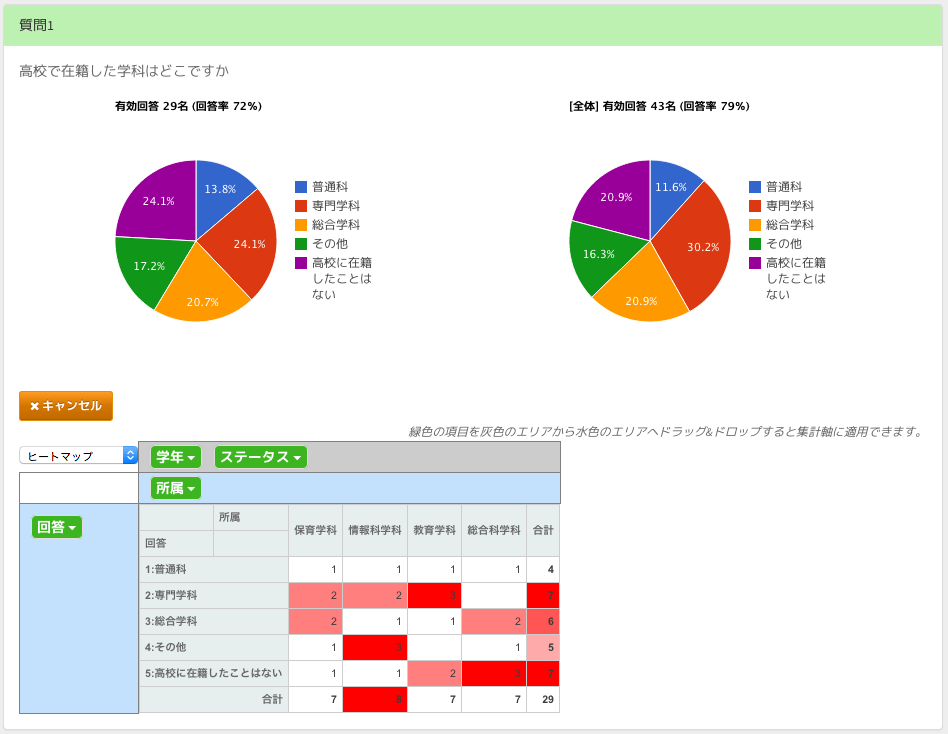 質問1
高校で在籍した学科はどこですか
有効回答 29名 (回答率 72%)
13.8%
24.1%
20.7%
17.2%
24.1%
普通科
専門学科
総合学科
その他
高校に在籍
したことは
ない
[全体] 有効回答 43名 (回答率 79%)
11.6%
30.2%
20.9%
16.3%
20.9%
普通科
専門学科
総合学科
その他
高校に在籍
したことは
ない
✖ キャンセル
緑色の項目を灰色のエリアから水色のエリアへドラッグ&ドロップすると集計軸に適用できます。
ヒートマップ
学年 ステータス
所属
回答
所属
回答
保育学科 情報科学科 教育学科 総合科学科 合計
1:普通科 1 1 1 1 4
2:専門学科 2 2 3 7
3:総合学科 2 1 1 2 6
4:その他 1 3 1 5
5:高校に在籍したことはない 1 1 2 3 7
合計 7 8 7 7 29